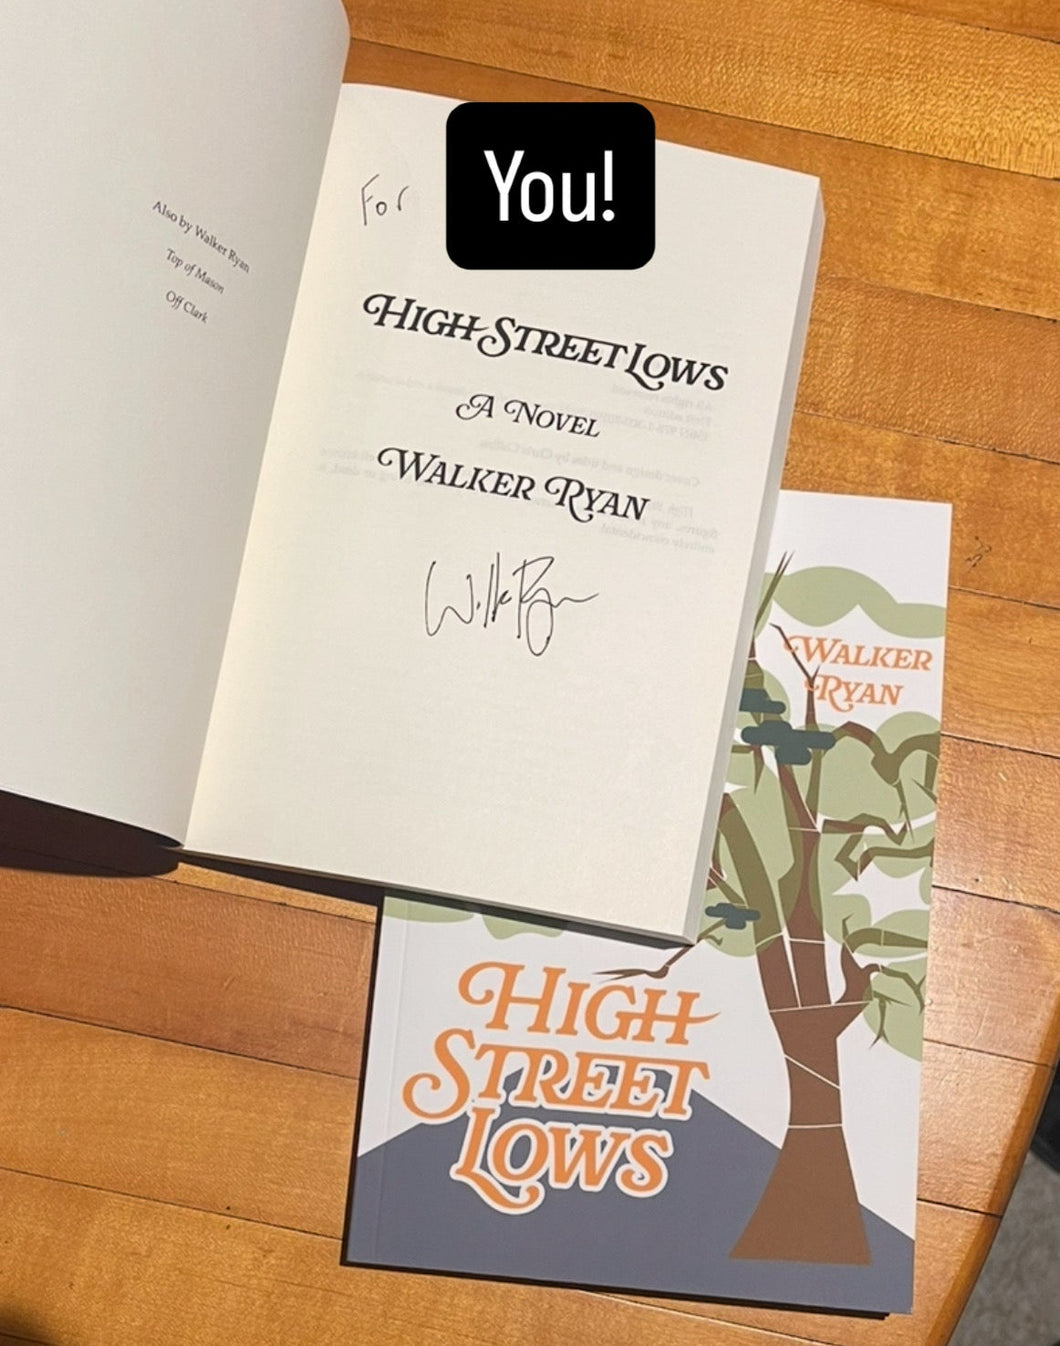 Also by Walker Ryan
Top of Mason
Off Clark
For
You!
HIGH STREET LOWS
A NOVEL
WALKER RYAN
WALKER
RYAN
HIGH
STREET
LOWS